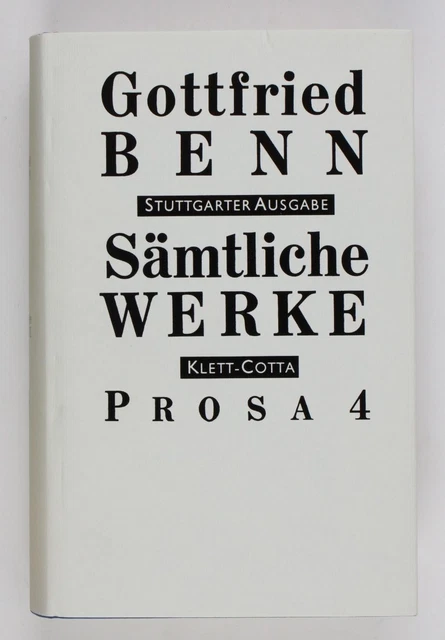 Gottfried
BENN
STUTTGARTER AUSGABE
Sämtliche
WERKE
KLETT-COTTA
PROSA 4